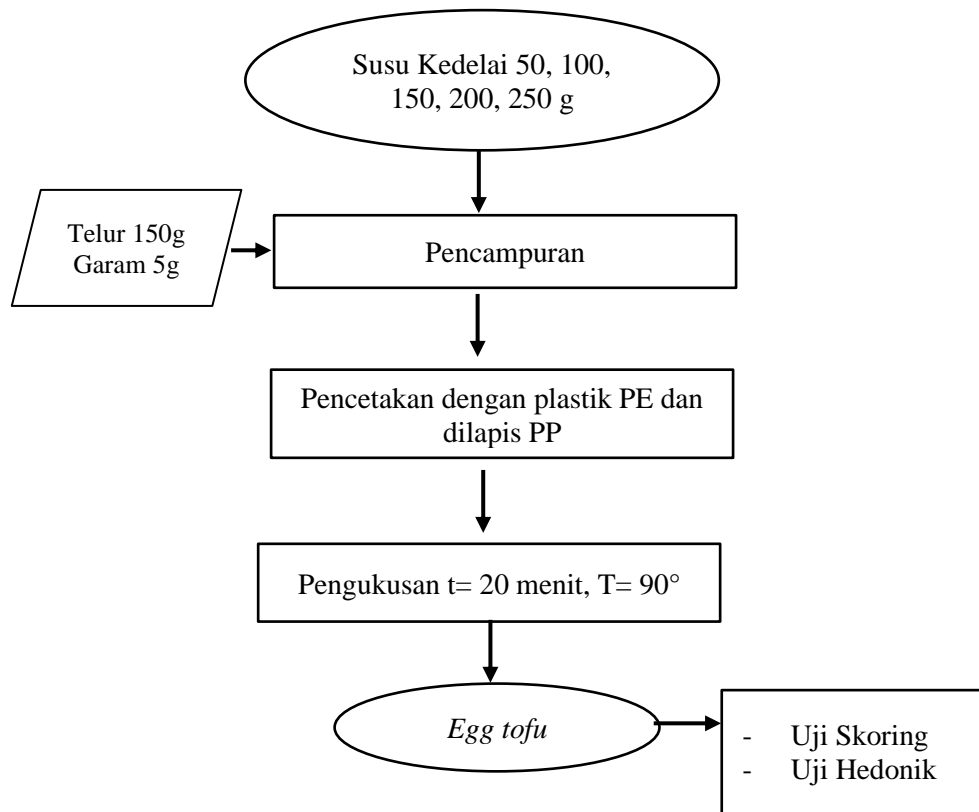 Susu Kedelai 50, 100,
150, 200, 250 g
Telur 150g
Garam 5g
Pencampuran
Pencetakan dengan plastik PE dan
dilapis PP
Pengukusan t= 20 menit, T= 90°
Egg tofu
- Uji Skoring
- Uji Hedonik